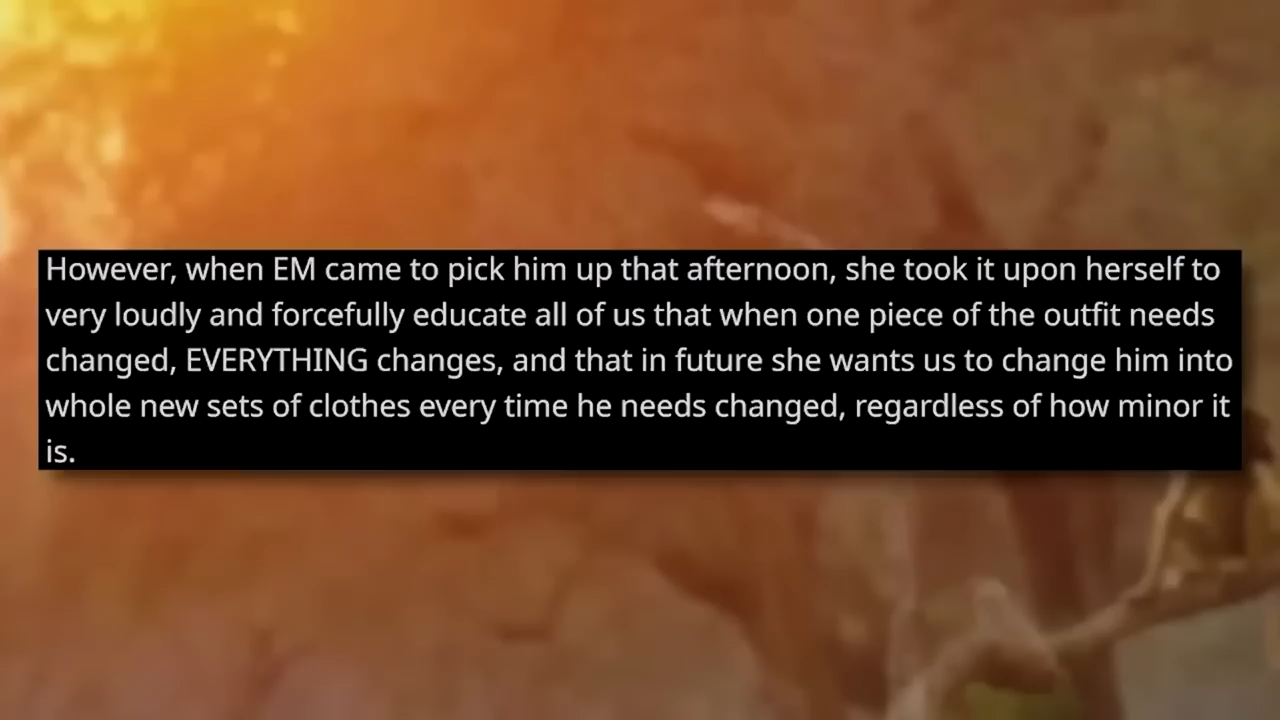 However, when EM came to pick him up that afternoon, she took it upon herself to
very loudly and forcefully educate all of us that when one piece of the outfit needs
changed, EVERYTHING changes, and that in future she wants us to change him into
whole new sets of clothes every time he needs changed, regardless of how minor it
is.